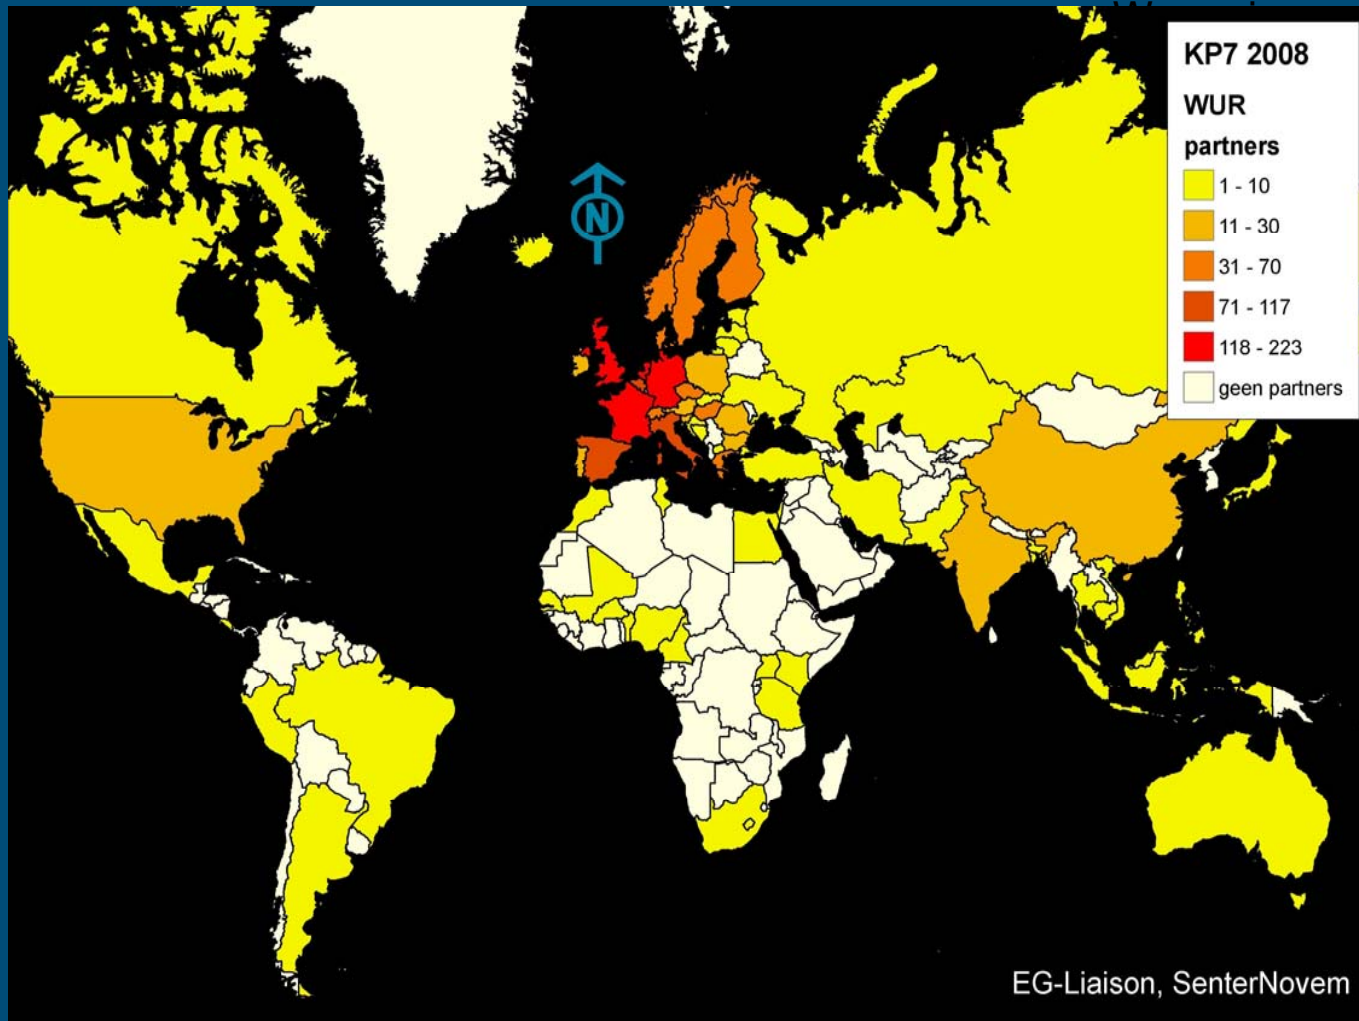 KP7 2008
WUR
partners
1 - 10
11 - 30
31 - 70
71 - 117
118 - 223
geen partners
N
EG-Liaison, SenterNovem